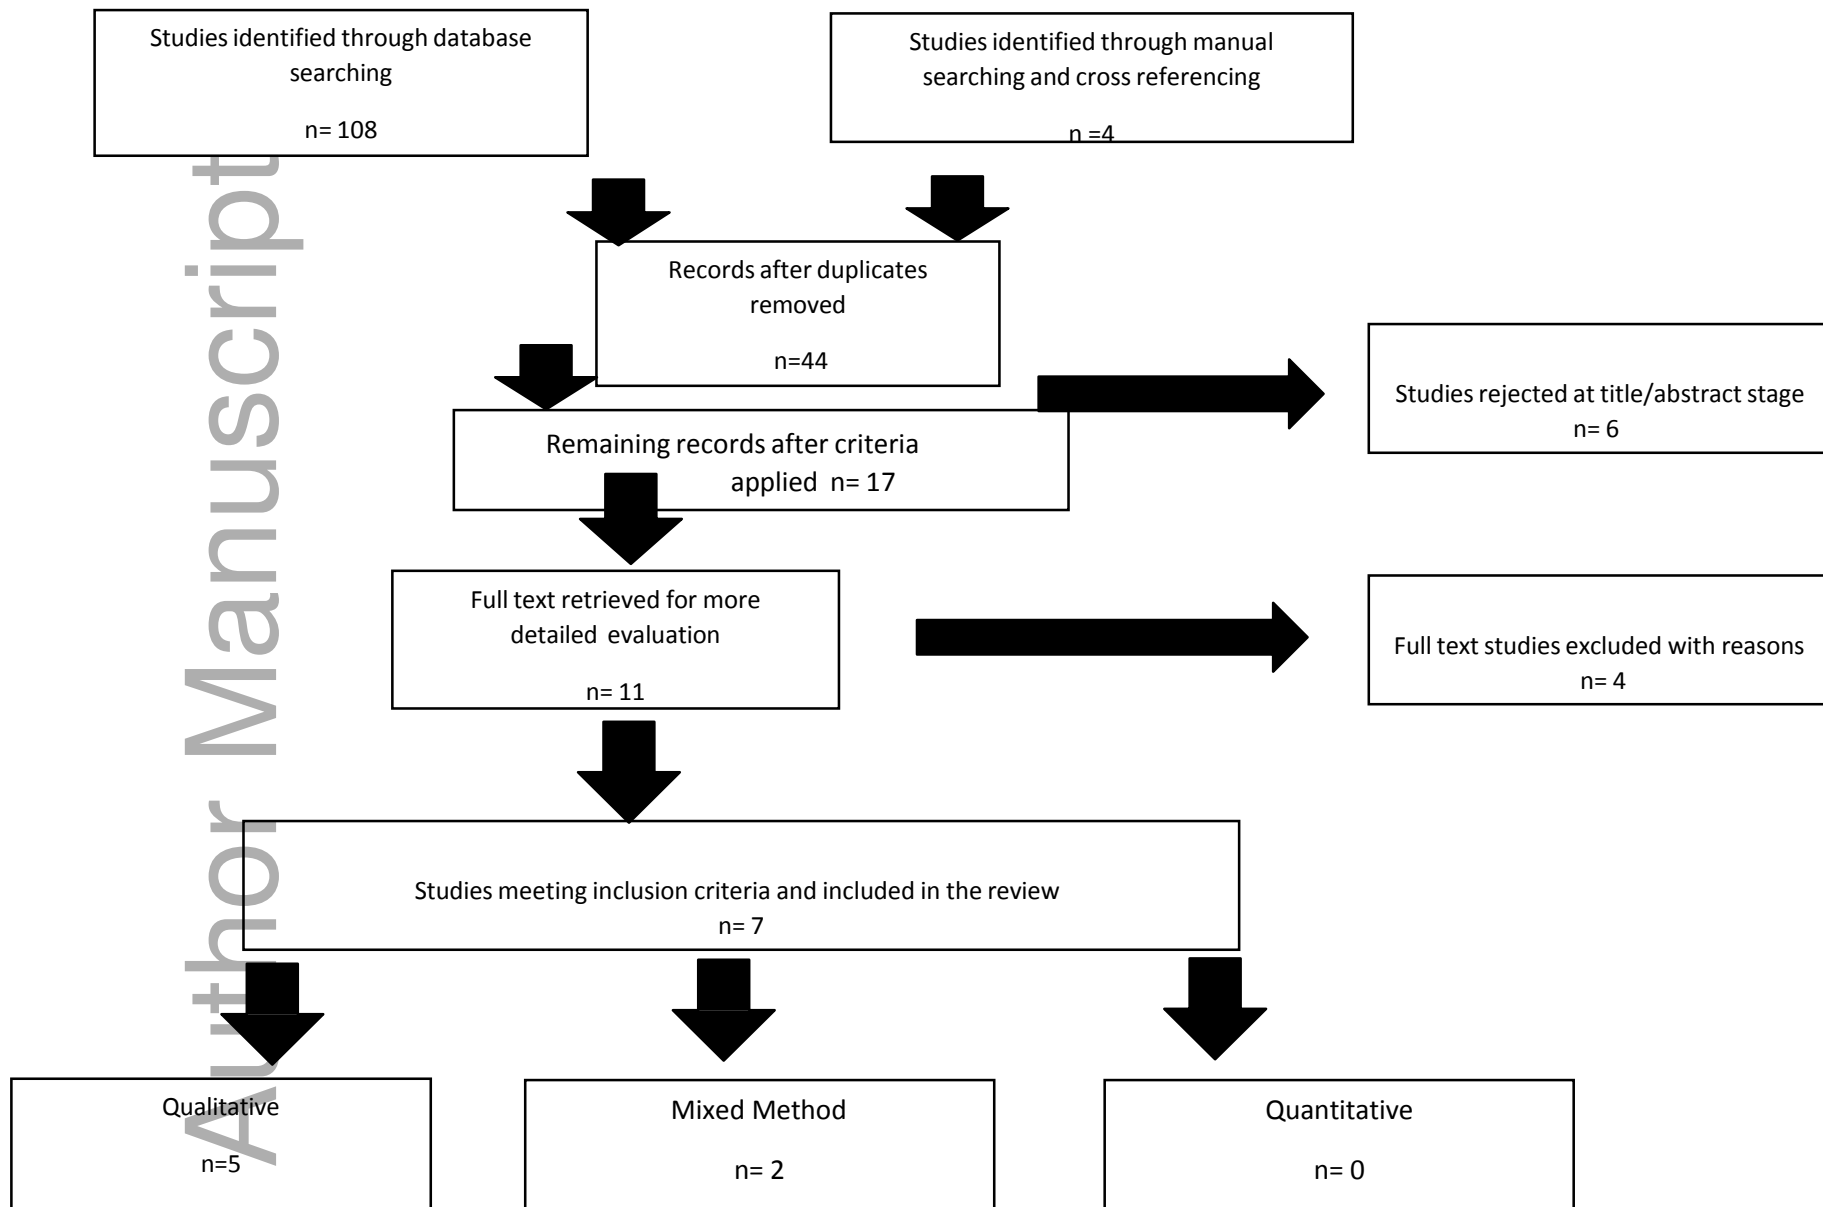 Studies identified through database
searching
n= 108
Studies identified through manual
searching and cross referencing
n =4
Records after duplicates
removed
n=44
Studies rejected at title/abstract stage
n= 6
Remaining records after criteria
applied n= 17
Full text retrieved for more
detailed evaluation
n= 11
Full text studies excluded with reasons
n= 4
Studies meeting inclusion criteria and included in the review
n= 7
Qualitative
n=5
Mixed Method
n= 2
Quantitative
n= 0
Author Manuscript